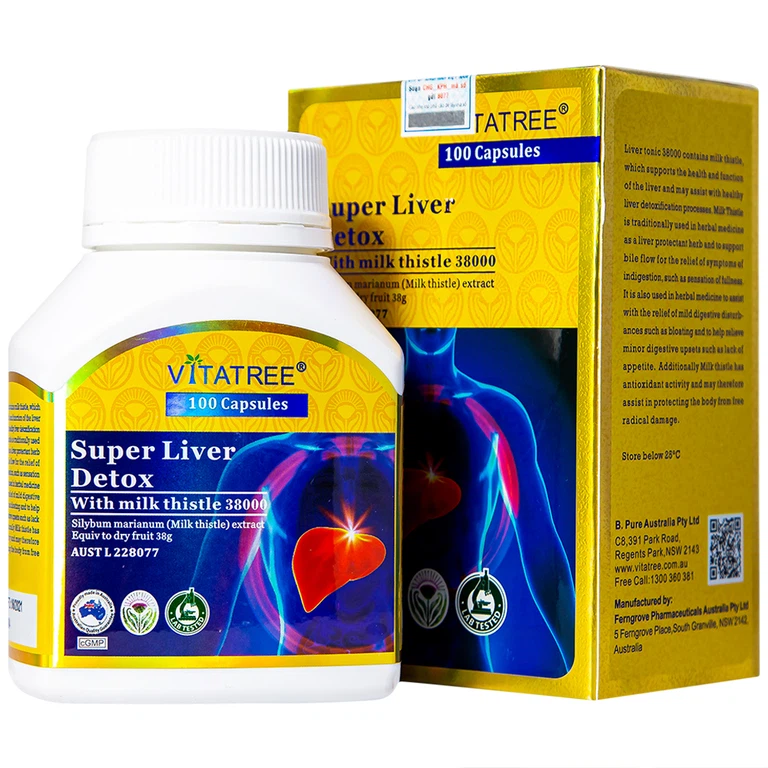 VITATREE®
100 Capsules
Super Liver
Detox
With milk thistle 38000
Silybum marianum (Milk thistle) extract
Equiv to dry fruit 38g
AUST L 228077
cGMP
LAB TESTED
TATREE®
100 Capsules
uper Liver
etox
ith milk thistle 38000
marianum (Milk thistle) extract
dry fruit 38g
77
Liver tonic 38000 contains milk thistle,
which supports the health and function
of the liver and may assist with healthy
liver detoxification processes. Milk Thistle
is traditionally used in herbal medicine
as a liver protectant herb and to support
bile flow for the relief of symptoms of
indigestion, such as sensation of fullness.
It is also used in herbal medicine to assist
with the relief of mild digestive disturb-
ances such as bloating and to help relieve
minor digestive upsets such as lack of
appetite. Additionally Milk thistle has
antioxidant activity and may therefore
assist in protecting the body from free
radical damage.
Store below 25°C
B. Pure Australia Pty Ltd
C8,391 Park Road,
Regents Park,NSW 2143
www.vitatree.com.au
Free Call:1300 360 381
Manufactured by:
Ferngrove Pharmaceuticals Australia Pty Ltd
5 Ferngrove Place,South Granville, NSW 2142,
Australia